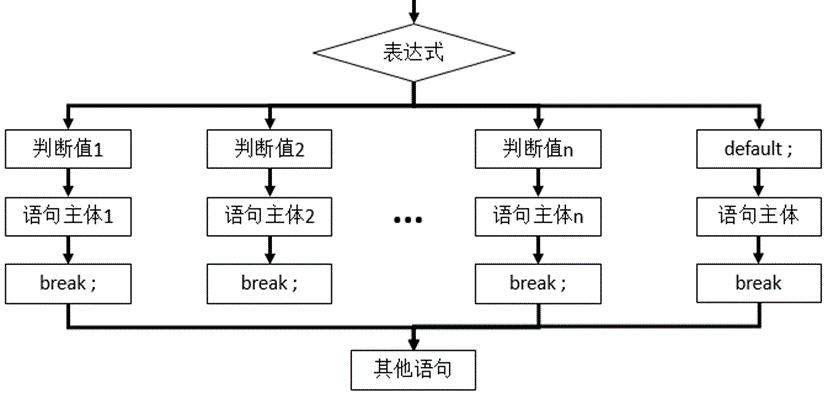 表达式
判断值1
判断值2
判断值n
default ;
语句主体1
语句主体2
...
语句主体n
语句主体
break ;
break ;
break ;
break
其他语句